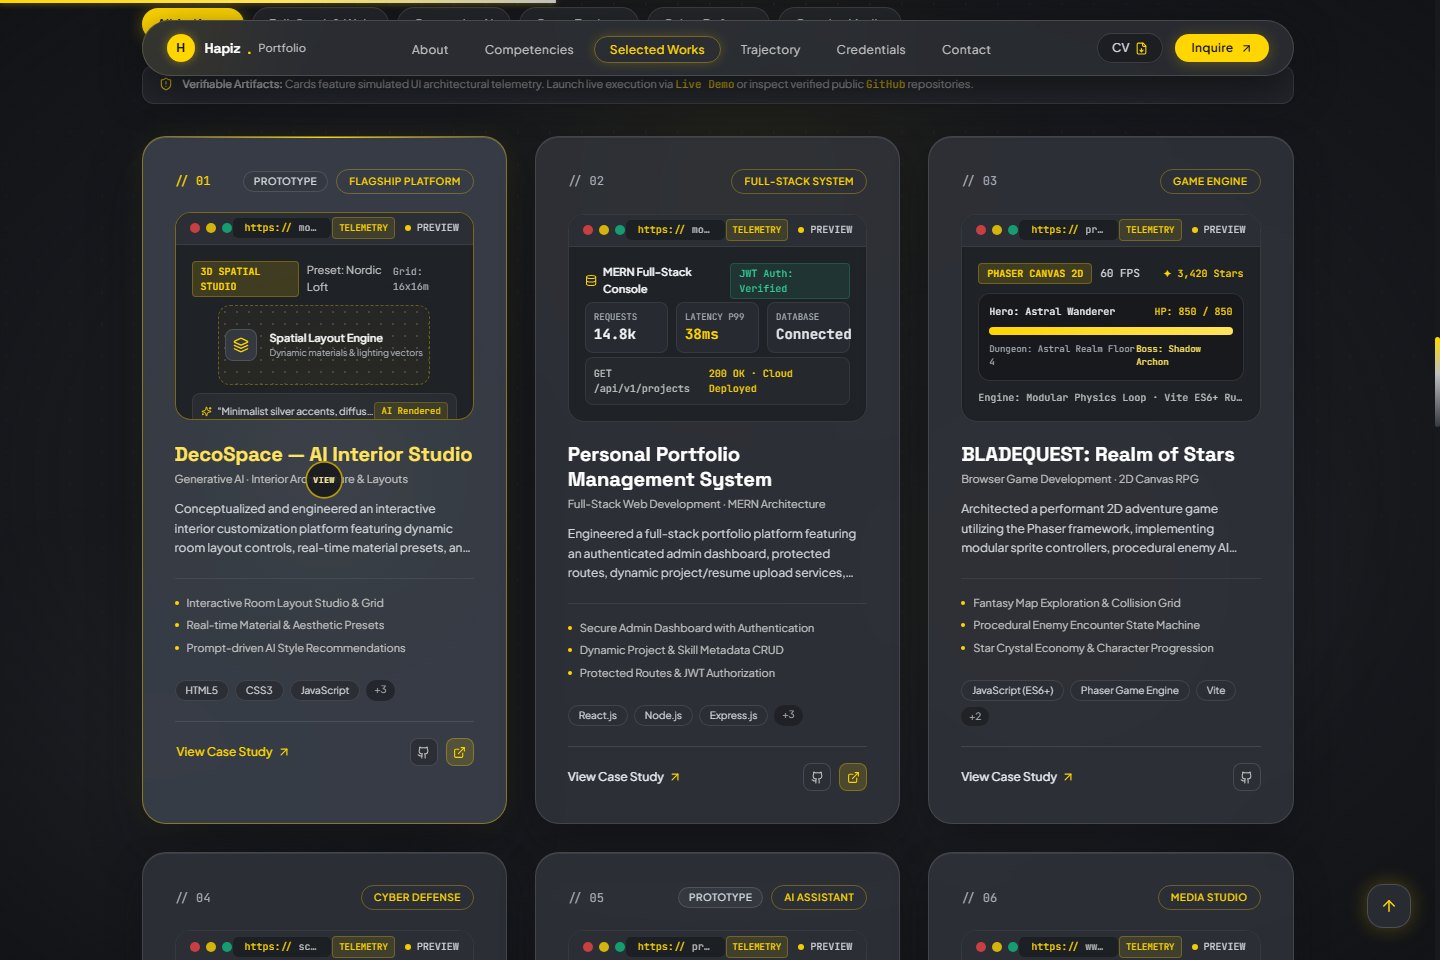 H Hapiz . Portfolio
About
Competencies
Selected Works
Trajectory
Credentials
Contact
CV
Inquire
Verifiable Artifacts: Cards feature simulated UI architectural telemetry. Launch live execution via Live Demo or inspect verified public GitHub repositories.
// 01
PROTOTYPE
FLAGSHIP PLATFORM
https:// mo…
TELEMETRY
PREVIEW
3D SPATIAL
STUDIO
Preset: Nordic
Loft
Grid:
16x16m
Spatial Layout Engine
Dynamic materials & lighting vectors
"Minimalist silver accents, diffus…
AI Rendered
DecoSpace — AI Interior Studio
Generative AI · Interior Arc
re & Layouts
VIEW
Conceptualized and engineered an interactive
interior customization platform featuring dynamic
room layout controls, real-time material presets, an…
Interactive Room Layout Studio & Grid
Real-time Material & Aesthetic Presets
Prompt-driven AI Style Recommendations
HTML5
CSS3
JavaScript
+3
View Case Study
// 02
FULL-STACK SYSTEM
https:// mo…
TELEMETRY
PREVIEW
MERN Full-Stack
Console
JWT Auth:
Verified
REQUESTS
14.8k
LATENCY P99
38ms
DATABASE
Connected
GET
/api/v1/projects
200 OK · Cloud
Deployed
Personal Portfolio
Management System
Full-Stack Web Development · MERN Architecture
Engineered a full-stack portfolio platform featuring
an authenticated admin dashboard, protected
routes, dynamic project/resume upload services,…
Secure Admin Dashboard with Authentication
Dynamic Project & Skill Metadata CRUD
Protected Routes & JWT Authorization
React.js
Node.js
Express.js
+3
View Case Study
// 03
GAME ENGINE
https:// pr…
TELEMETRY
PREVIEW
PHASER CANVAS 2D
60 FPS
✦ 3,420 Stars
Hero: Astral Wanderer
HP: 850 / 850
Dungeon: Astral Realm Floor
4
Boss: Shadow
Archon
Engine: Modular Physics Loop · Vite ES6+ Ru…
BLADEQUEST: Realm of Stars
Browser Game Development · 2D Canvas RPG
Architected a performant 2D adventure game
utilizing the Phaser framework, implementing
modular sprite controllers, procedural enemy AI…
Fantasy Map Exploration & Collision Grid
Procedural Enemy Encounter State Machine
Star Crystal Economy & Character Progression
JavaScript (ES6+)
Phaser Game Engine
Vite
+2
View Case Study
// 04
CYBER DEFENSE
https:// sc…
TELEMETRY
PREVIEW
// 05
PROTOTYPE
AI ASSISTANT
https:// pr…
TELEMETRY
PREVIEW
// 06
MEDIA STUDIO
https:// ww…
TELEMETRY
PREVIEW